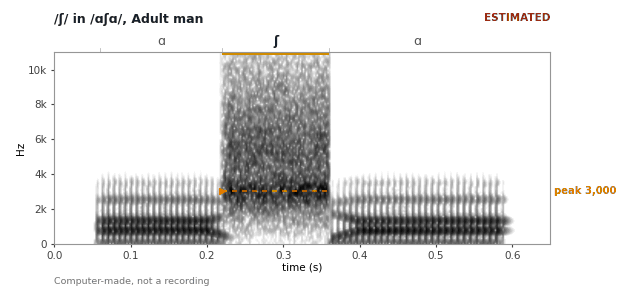 /ʃ/ in /ɑʃɑ/, Adult man
ESTIMATED
ɑ ʃ ɑ
10k
8k
6k
4k
2k
0
Hz
peak 3,000
0.0 0.1 0.2 0.3 0.4 0.5 0.6
time (s)
Computer-made, not a recording